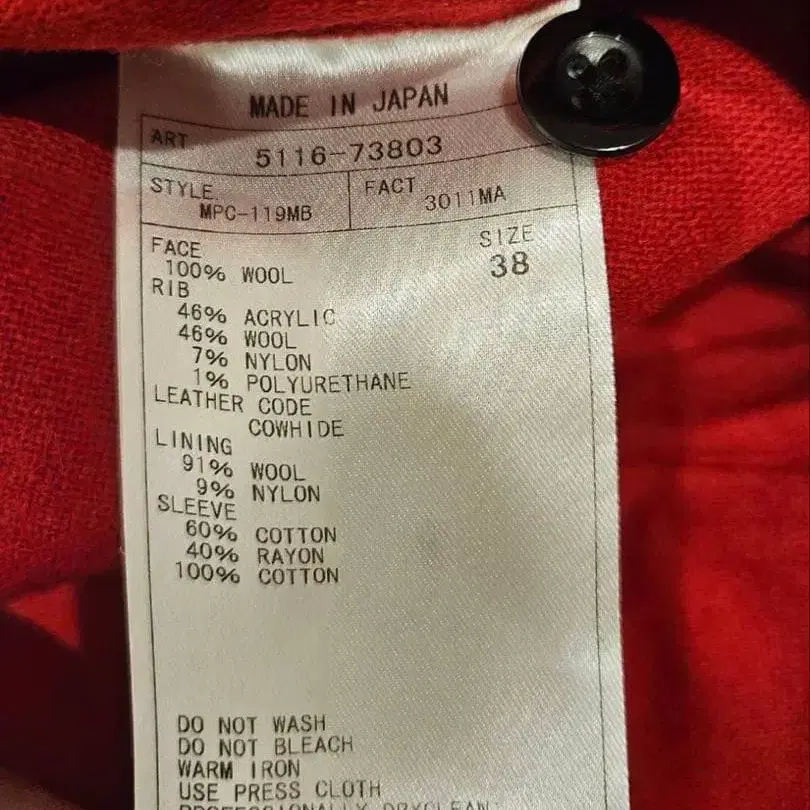 MADE IN JAPAN
ART
5116-73803
STYLE
MPC-119MB
FACT
3011MA
SIZE
38
FACE
100% WOOL
RIB
46% ACRYLIC
46% WOOL
7% NYLON
1% POLYURETHANE
LEATHER CODE
COWHIDE
LINING
91% WOOL
9% NYLON
SLEEVE
60% COTTON
40% RAYON
100% COTTON
DO NOT WASH
DO NOT BLEACH
WARM IRON
USE PRESS CLOTH
PROFESSIONALLY DRYCLEAN